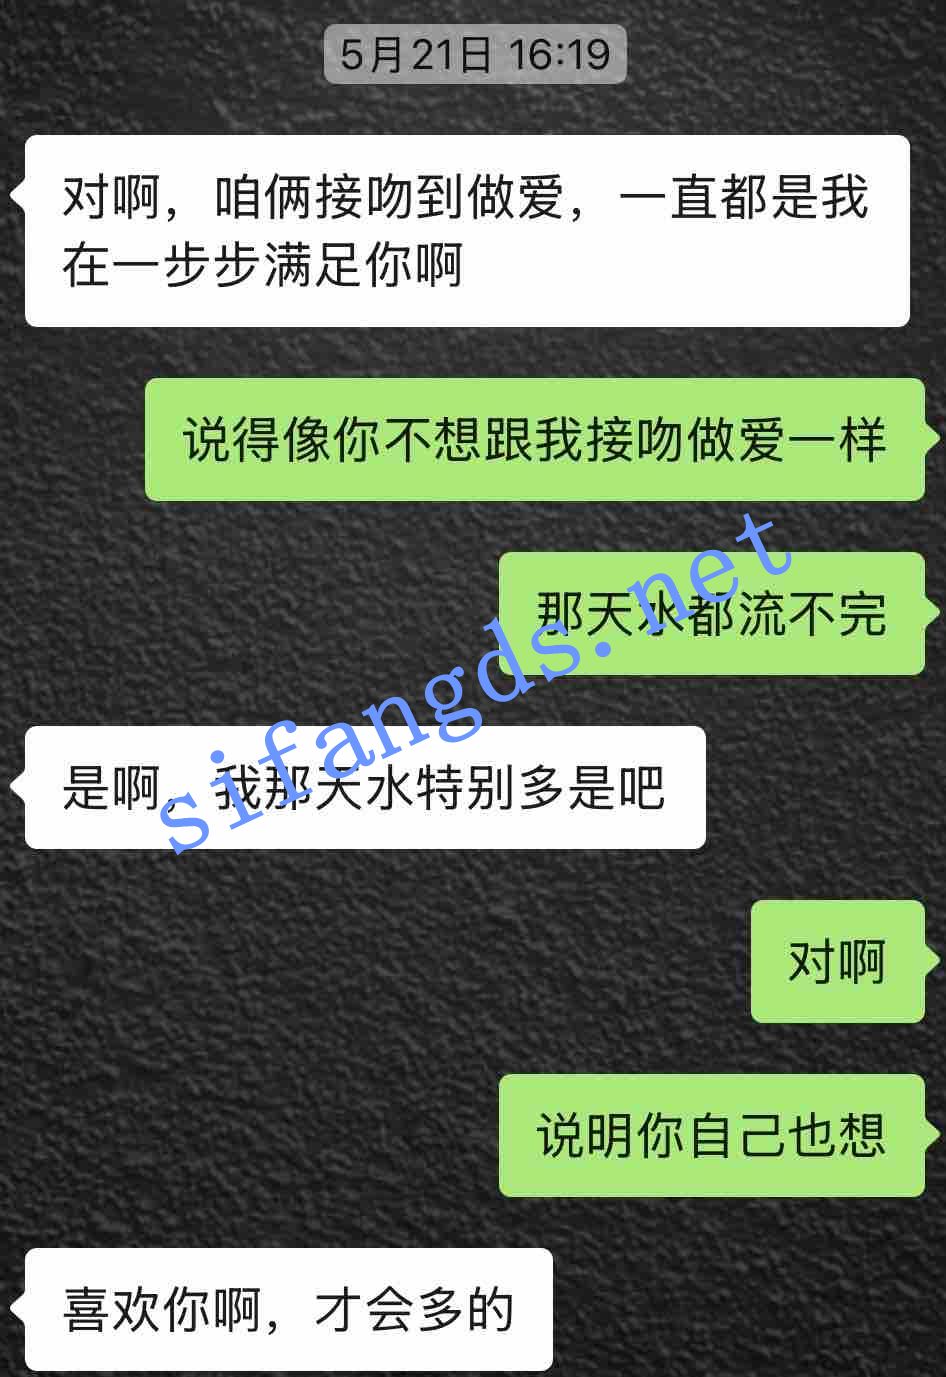 5月21日 16:19
对啊，咱俩接吻到做爱，一直都是我
在一步步满足你啊
说得像你不想跟我接吻做爱一样
那天水都流不完
是啊，我那天水特别多是吧
对啊
说明你自己也想
喜欢你啊，才会多的
sifangds.net